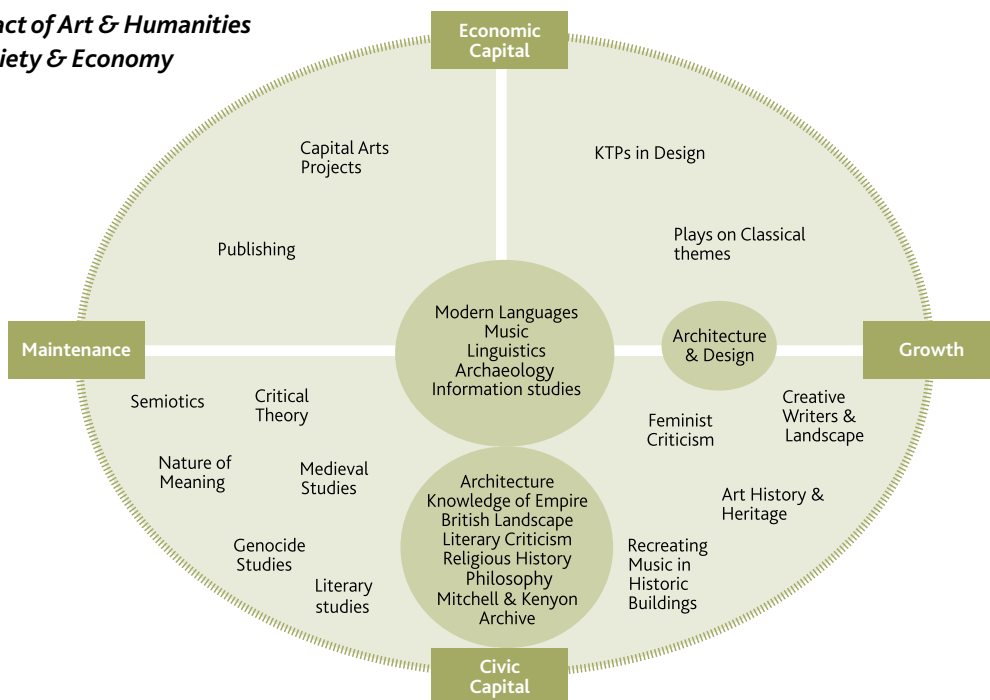 act of Art & Humanities
iety & Economy
Economic
Capital
Capital Arts
Projects
KTPs in Design
Publishing
Plays on Classical
themes
Modern Languages
Music
Linguistics
Archaeology
Information studies
Architecture
& Design
Maintenance
Growth
Semiotics
Critical
Theory
Feminist
Criticism
Creative
Writers &
Landscape
Nature of
Meaning
Medieval
Studies
Architecture
Knowledge of Empire
British Landscape
Literary Criticism
Religious History
Philosophy
Mitchell & Kenyon
Archive
Art History &
Heritage
Genocide
Studies
Literary
studies
Recreating
Music in
Historic
Buildings
Civic
Capital